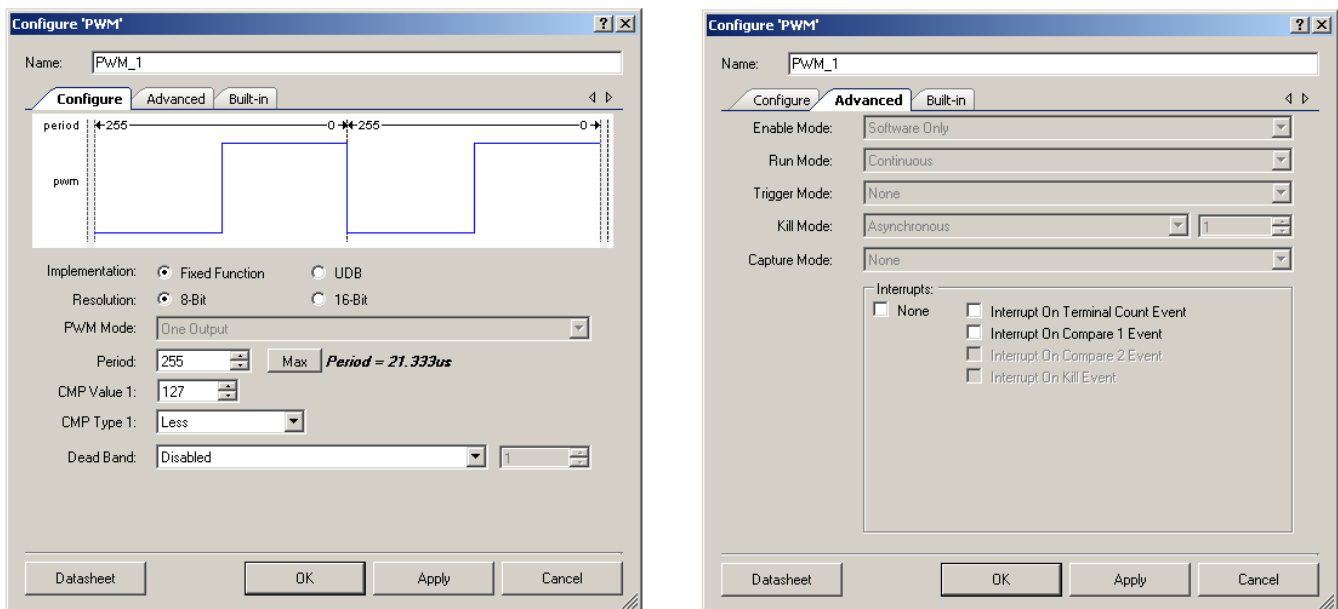 Configure 'PWM'
Name: PWM_1
Configure Advanced Built-in
period 255 0 255 0
pwm
Implementation: Fixed Function UDB
Resolution: 8-Bit 16-Bit
PWM Mode: One Output
Period: 255 Max Period = 21.333us
CMP Value 1: 127
CMP Type 1: Less
Dead Band: Disabled 1
Datasheet OK Apply Cancel
Configure 'PWM'
Name: PWM_1
Configure Advanced Built-in
Enable Mode: Software Only
Run Mode: Continuous
Trigger Mode: None
Kill Mode: Asynchronous 1
Capture Mode: None
Interrupts:
None Interrupt On Terminal Count Event
Interrupt On Compare 1 Event
Interrupt On Compare 2 Event
Interrupt On Kill Event
Datasheet OK Apply Cancel